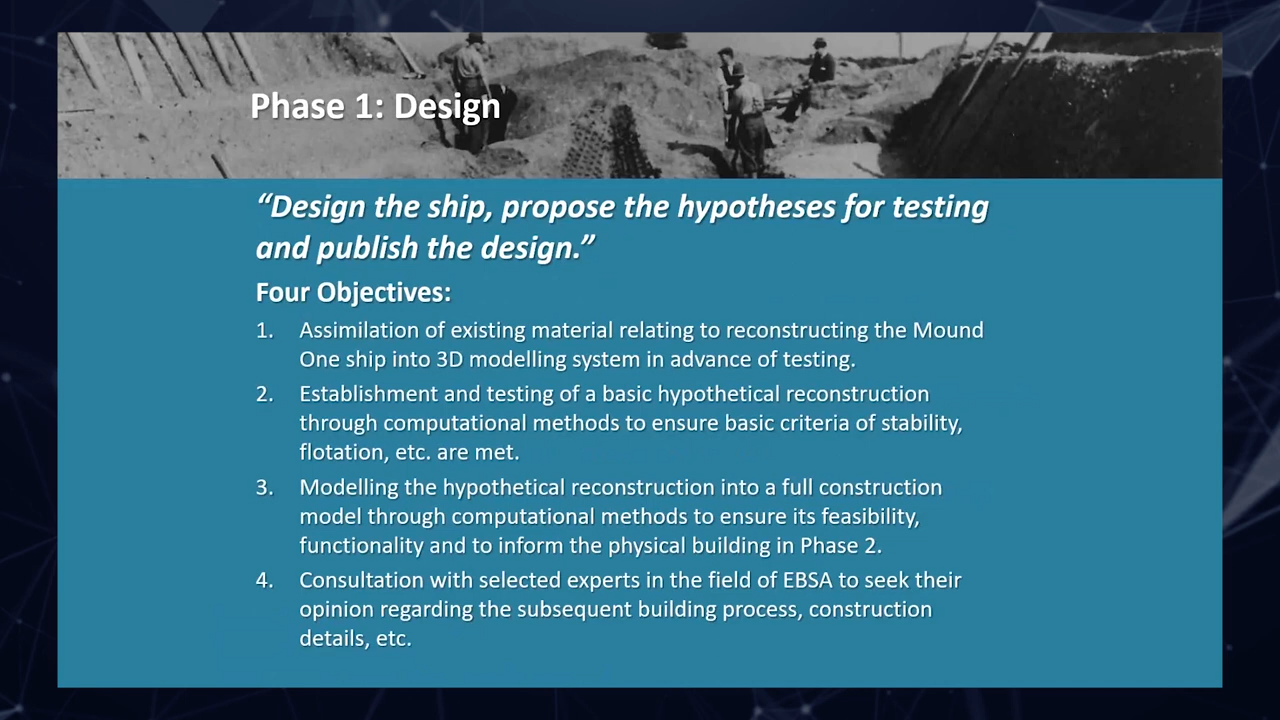 Phase 1: Design
“Design the ship, propose the hypotheses for testing
and publish the design.”
Four Objectives:
1. Assimilation of existing material relating to reconstructing the Mound
One ship into 3D modelling system in advance of testing.
2. Establishment and testing of a basic hypothetical reconstruction
through computational methods to ensure basic criteria of stability,
flotation, etc. are met.
3. Modelling the hypothetical reconstruction into a full construction
model through computational methods to ensure its feasibility,
functionality and to inform the physical building in Phase 2.
4. Consultation with selected experts in the field of EBSA to seek their
opinion regarding the subsequent building process, construction
details, etc.